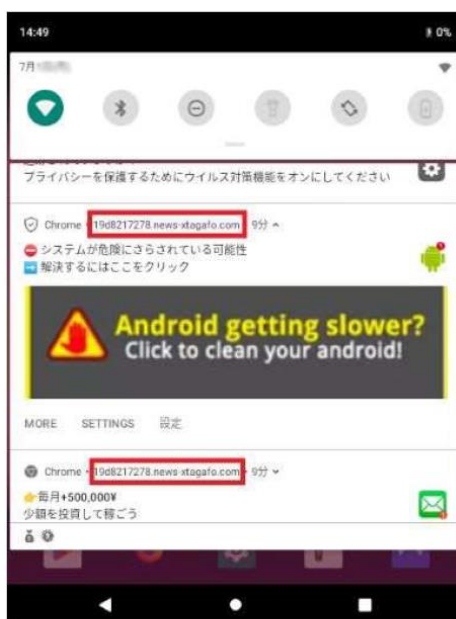 14:49
0%
7月
プライバシーを保護するためにウイルス対策機能をオンにしてください
Chrome • 19d8217278.news-xtagafo.com 9分
システムが危険にさらされている可能性
解決するにはここをクリック
Android getting slower?
Click to clean your android!
MORE SETTINGS 設定
Chrome • 19d8217278.news-xtagafo.com • 9分
毎月+500,000¥
少額を投資して稼ごう